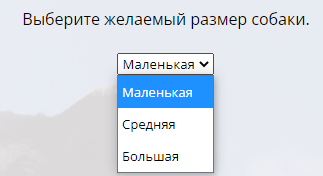 Выберите желаемый размер собаки.
Маленькая
Маленькая
Средняя
Большая